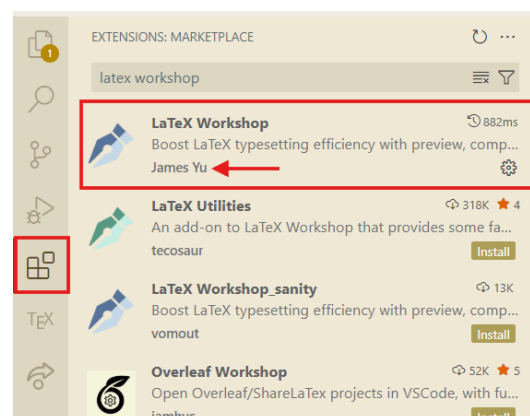 EXTENSIONS: MARKETPLACE
1
latex workshop
LaTeX Workshop 882ms
Boost LaTeX typesetting efficiency with preview, comp...
James Yu
LaTeX Utilities 318K 4
An add-on to LaTeX Workshop that provides some fa...
tecosaur Install
LaTeX Workshop_sanity 13K
Boost LaTeX typesetting efficiency with preview, comp...
TEX
vomout Install
Overleaf Workshop 52K 5
Open Overleaf/ShareLaTex projects in VSCode, with fu...
iamhyc Install